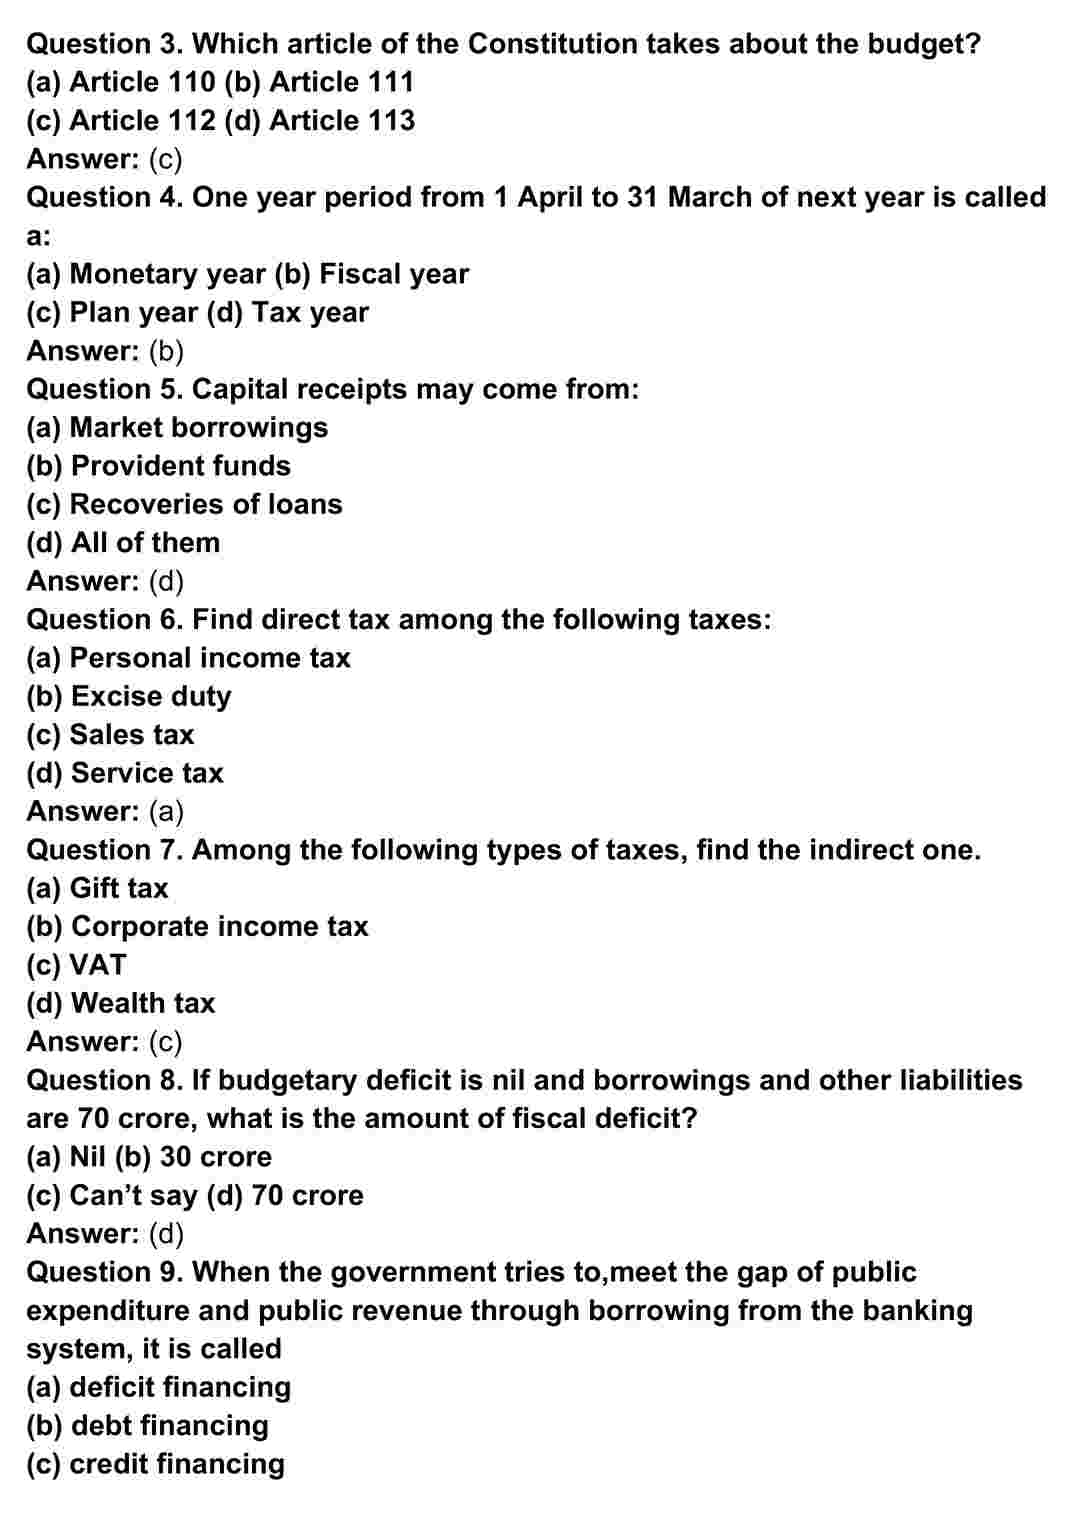 Question 3. Which article of the Constitution takes about the budget?
(a) Article 110 (b) Article 111
(c) Article 112 (d) Article 113
Answer: (c)
Question 4. One year period from 1 April to 31 March of next year is called
a:
(a) Monetary year (b) Fiscal year
(c) Plan year (d) Tax year
Answer: (b)
Question 5. Capital receipts may come from:
(a) Market borrowings
(b) Provident funds
(c) Recoveries of loans
(d) All of them
Answer: (d)
Question 6. Find direct tax among the following taxes:
(a) Personal income tax
(b) Excise duty
(c) Sales tax
(d) Service tax
Answer: (a)
Question 7. Among the following types of taxes, find the indirect one.
(a) Gift tax
(b) Corporate income tax
(c) VAT
(d) Wealth tax
Answer: (c)
Question 8. If budgetary deficit is nil and borrowings and other liabilities
are 70 crore, what is the amount of fiscal deficit?
(a) Nil (b) 30 crore
(c) Can’t say (d) 70 crore
Answer: (d)
Question 9. When the government tries to,meet the gap of public
expenditure and public revenue through borrowing from the banking
system, it is called
(a) deficit financing
(b) debt financing
(c) credit financing